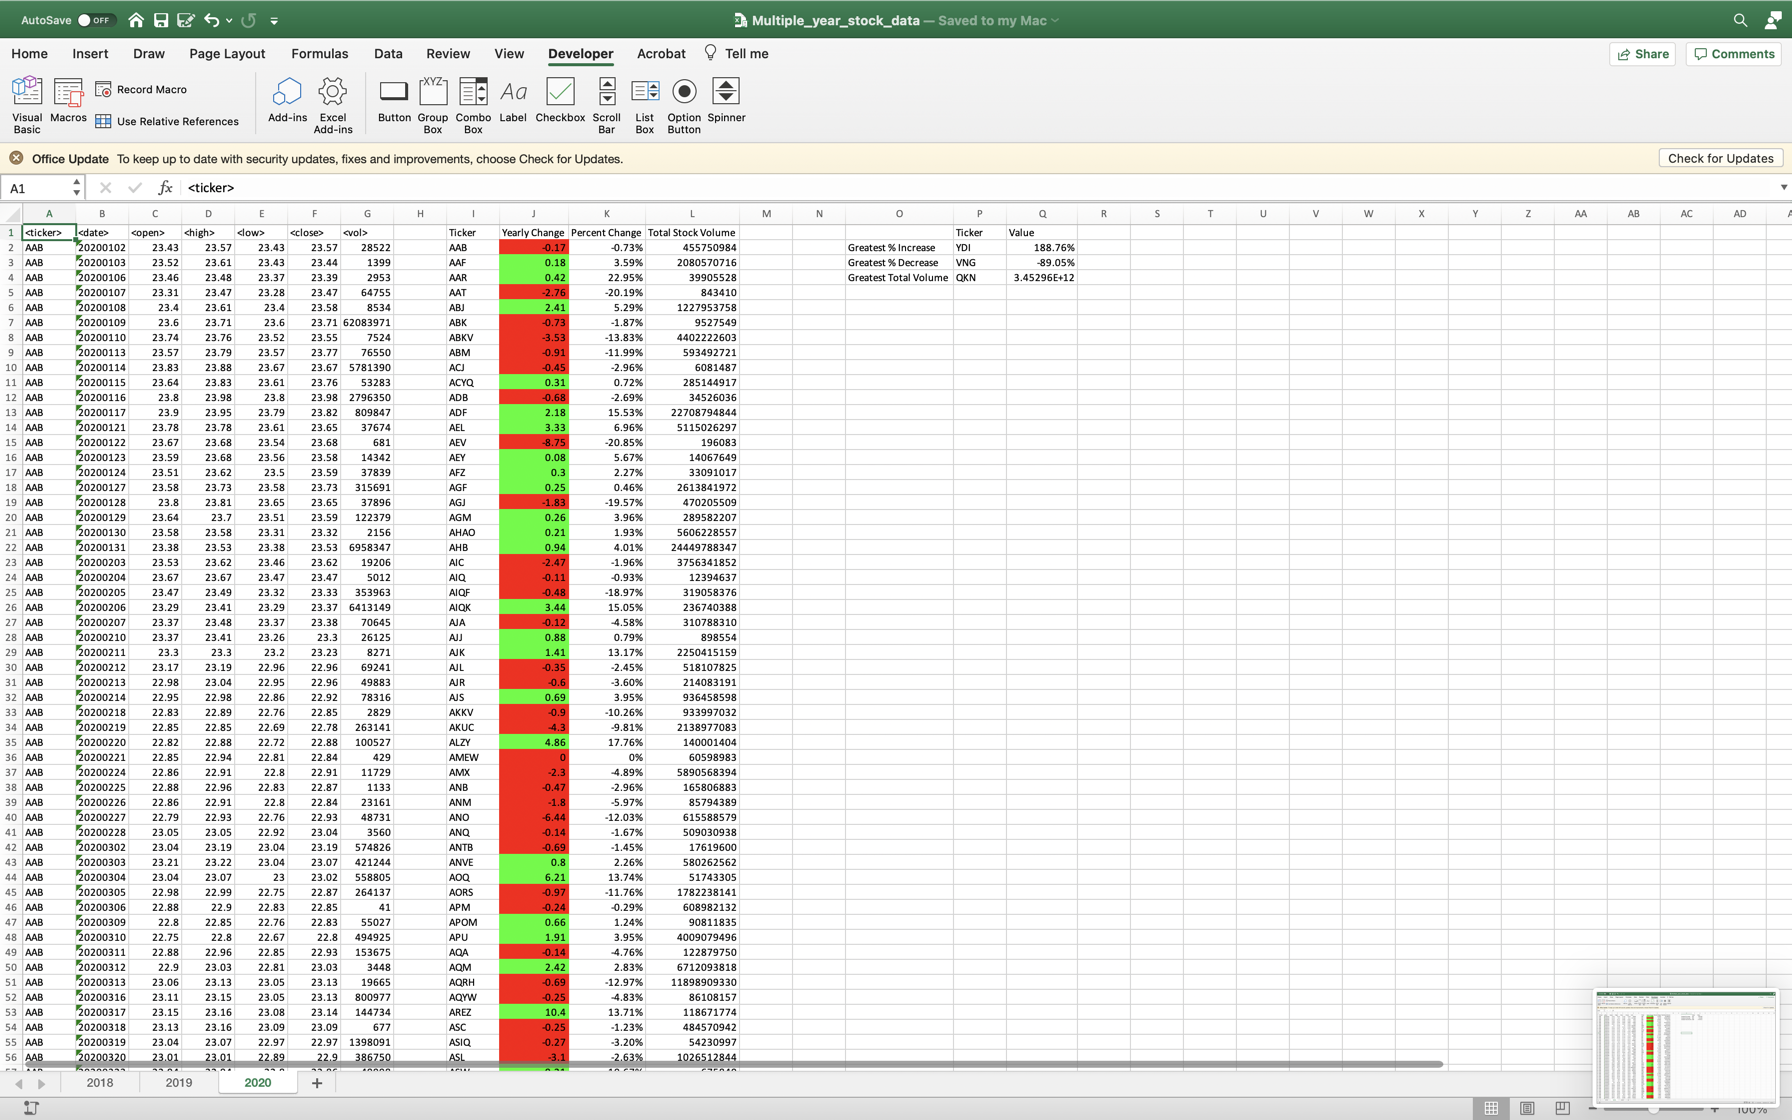 AutoSave OFF Multiple_year_stock_data — Saved to my Mac
Home Insert Draw Page Layout Formulas Data Review View Developer Acrobat Tell me Share Comments
Visual Basic Macros Record Macro Use Relative References Add-ins Excel Add-ins Button Group Box Combo Box Label Checkbox Scroll Bar List Box Option Button Spinner
Office Update To keep up to date with security updates, fixes and improvements, choose Check for Updates. Check for Updates
A1 fx <ticker>
A B C D E F G H I J K L M N O P Q R S T U V W X Y Z AA AB AC AD
1 <ticker> <date> <open> <high> <low> <close> <vol> Ticker Yearly Change Percent Change Total Stock Volume Ticker Value
2 AAB 20200102 23.43 23.57 23.43 23.57 28522 AAB -0.17 -0.73% 455750984 Greatest % Increase YDI 188.76%
3 AAB 20200103 23.52 23.61 23.43 23.44 1399 AAF 0.18 3.59% 2080570716 Greatest % Decrease VNG -89.05%
4 AAB 20200106 23.46 23.48 23.37 23.39 2953 AAR 0.42 22.95% 39905528 Greatest Total Volume QKN 3.45296E+12
5 AAB 20200107 23.31 23.47 23.28 23.47 64755 AAT -2.76 -20.19% 843410
6 AAB 20200108 23.4 23.61 23.4 23.58 8534 ABJ 2.41 5.29% 1227953758
7 AAB 20200109 23.6 23.71 23.6 23.71 62083971 ABK -0.73 -1.87% 9527549
8 AAB 20200110 23.74 23.76 23.52 23.55 7524 ABKV -3.53 -13.83% 4402222603
9 AAB 20200113 23.57 23.79 23.57 23.77 76550 ABM -0.91 -11.99% 593492721
10 AAB 20200114 23.83 23.88 23.67 23.67 5781390 ACJ -0.45 -2.96% 6081487
11 AAB 20200115 23.64 23.83 23.61 23.76 53283 ACYQ 0.31 0.72% 285144917
12 AAB 20200116 23.8 23.98 23.8 23.98 2796350 ADB -0.68 -2.69% 34526036
13 AAB 20200117 23.9 23.95 23.79 23.82 809847 ADF 2.18 15.53% 22708794844
14 AAB 20200121 23.78 23.78 23.61 23.65 37674 AEL 3.33 6.96% 5115026297
15 AAB 20200122 23.67 23.68 23.54 23.68 681 AEV -8.75 -20.85% 196083
16 AAB 20200123 23.59 23.68 23.56 23.58 14342 AEY 0.08 5.67% 14067649
17 AAB 20200124 23.51 23.62 23.5 23.59 37839 AFZ 0.3 2.27% 33091017
18 AAB 20200127 23.58 23.73 23.58 23.73 315691 AGF 0.25 0.46% 2613841972
19 AAB 20200128 23.8 23.81 23.65 23.65 37896 AGJ -1.83 -19.57% 470205509
20 AAB 20200129 23.64 23.7 23.51 23.59 122379 AGM 0.26 3.96% 289582207
21 AAB 20200130 23.58 23.58 23.31 23.32 2156 AHAO 0.21 1.93% 5606228557
22 AAB 20200131 23.38 23.53 23.38 23.53 6958347 AHB 0.94 4.01% 24449788347
23 AAB 20200203 23.53 23.62 23.46 23.62 19206 AIC -2.47 -1.96% 3756341852
24 AAB 20200204 23.67 23.67 23.47 23.47 5012 AIQ -0.11 -0.93% 12394637
25 AAB 20200205 23.47 23.49 23.32 23.33 353963 AIQF -0.48 -18.97% 319058376
26 AAB 20200206 23.29 23.41 23.29 23.37 6413149 AIQK 3.44 15.05% 236740388
27 AAB 20200207 23.37 23.48 23.37 23.38 70645 AJA -0.12 -4.58% 310788310
28 AAB 20200210 23.37 23.41 23.26 23.3 26125 AJJ 0.88 0.79% 898554
29 AAB 20200211 23.3 23.3 23.2 23.23 8271 AJK 1.41 13.17% 2250415159
30 AAB 20200212 23.17 23.19 22.96 22.96 69241 AJL -0.35 -2.45% 518107825
31 AAB 20200213 22.98 23.04 22.95 22.96 49883 AJR -0.6 -3.60% 214083191
32 AAB 20200214 22.95 22.98 22.86 22.92 78316 AJS 0.69 3.95% 936458598
33 AAB 20200218 22.83 22.89 22.76 22.85 2829 AKKV -0.9 -10.26% 933997032
34 AAB 20200219 22.85 22.85 22.69 22.78 263141 AKUC -4.3 -9.81% 2138977083
35 AAB 20200220 22.82 22.88 22.72 22.88 100527 ALZY 4.86 17.76% 140001404
36 AAB 20200221 22.85 22.94 22.81 22.84 429 AMEW 0 0% 60598983
37 AAB 20200224 22.86 22.91 22.8 22.91 11729 AMX -2.3 -4.89% 5890568394
38 AAB 20200225 22.88 22.96 22.83 22.87 1133 ANB -0.47 -2.96% 165806883
39 AAB 20200226 22.86 22.91 22.8 22.84 23161 ANM -1.8 -5.97% 85794389
40 AAB 20200227 22.79 22.93 22.76 22.93 48731 ANO -6.44 -12.03% 615588579
41 AAB 20200228 23.05 23.05 22.92 23.04 3560 ANQ -0.14 -1.67% 509030938
42 AAB 20200302 23.04 23.19 23.04 23.19 574826 ANTB -0.69 -1.45% 17619600
43 AAB 20200303 23.21 23.22 23.04 23.07 421244 ANVE 0.8 2.26% 580262562
44 AAB 20200304 23.04 23.07 23 23.02 558805 AOQ 6.21 13.74% 51743305
45 AAB 20200305 22.98 22.99 22.75 22.87 264137 AORS -0.97 -11.76% 1782238141
46 AAB 20200306 22.88 22.9 22.83 22.85 41 APM -0.24 -0.29% 608982132
47 AAB 20200309 22.8 22.85 22.76 22.83 55027 APOM 0.66 1.24% 90811835
48 AAB 20200310 22.75 22.8 22.67 22.8 494925 APU 1.91 3.95% 4009079496
49 AAB 20200311 22.88 22.96 22.85 22.93 153675 AQA -0.14 -4.76% 122879750
50 AAB 20200312 22.9 23.03 22.81 23.03 3448 AQM 2.42 2.83% 6712093818
51 AAB 20200313 23.06 23.13 23.05 23.13 19665 AQRH -0.69 -12.97% 11898909330
52 AAB 20200316 23.11 23.15 23.05 23.13 800977 AQYW -0.25 -4.83% 86108157
53 AAB 20200317 23.15 23.16 23.08 23.14 144734 AREZ 10.4 13.71% 118671774
54 AAB 20200318 23.13 23.16 23.09 23.09 677 ASC -0.25 -1.23% 484570942
55 AAB 20200319 23.04 23.07 22.97 22.97 1398091 ASIQ -0.27 -3.20% 54230997
56 AAB 20200320 23.01 23.01 22.89 22.9 386750 ASL -3.1 -2.63% 1026512844
2018 2019 2020 +
100%